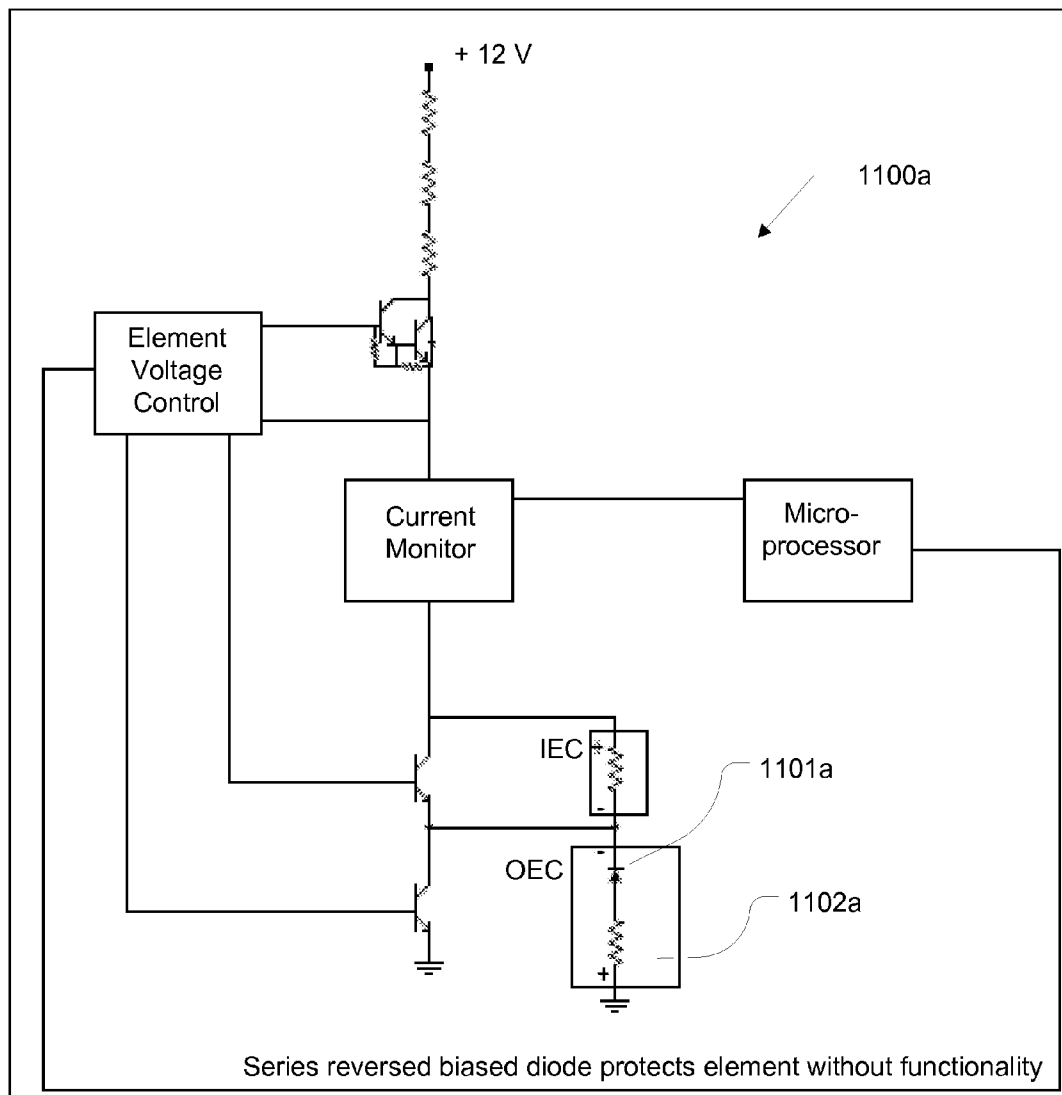 + 12 V
1100a
Element
Voltage
Control
Current
Monitor
Micro-
processor
IEC
+
-
1101a
OEC
-
1102a
+
Series reversed biased diode protects element without functionality